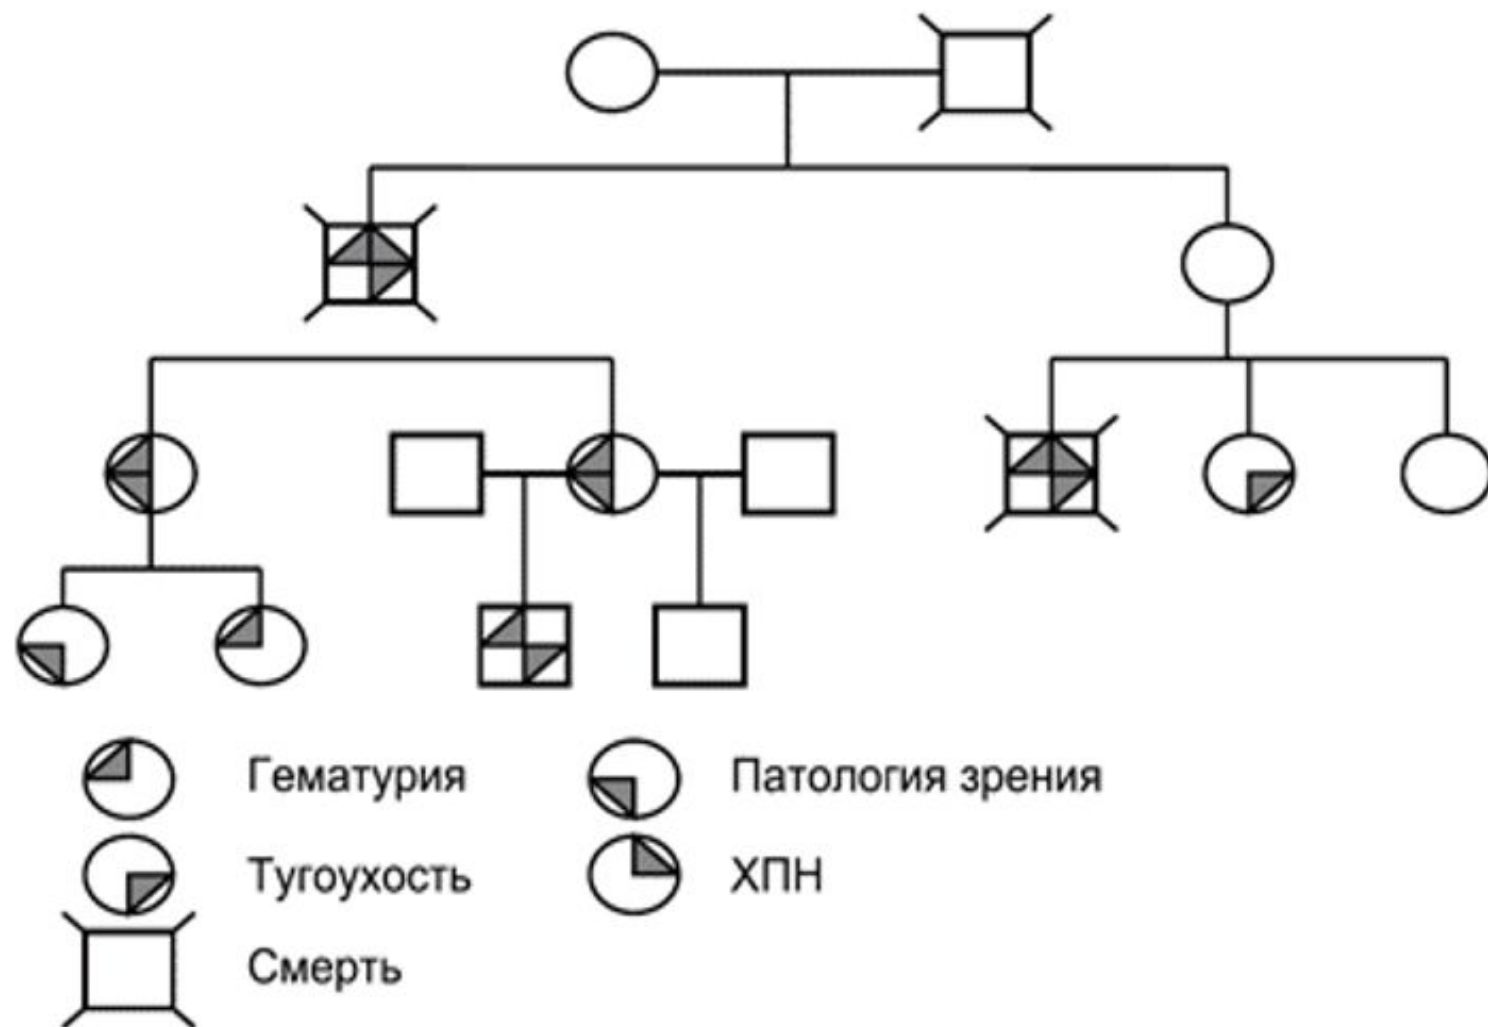 Гематурия
Патология зрения
Тугоухость
ХПН
Смерть